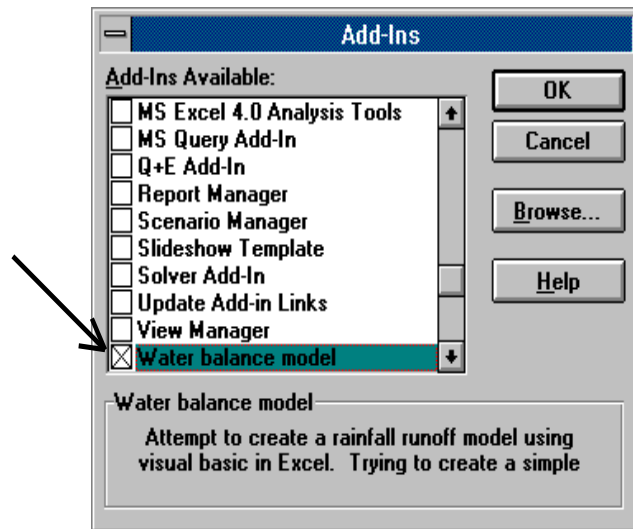 Add-Ins
Add-Ins Available:
MS Excel 4.0 Analysis Tools
MS Query Add-In
Q+E Add-In
Report Manager
Scenario Manager
Slideshow Template
Solver Add-In
Update Add-in Links
View Manager
Water balance model
OK
Cancel
Browse...
Help
Water balance model
Attempt to create a rainfall runoff model using
visual basic in Excel.  Trying to create a simple